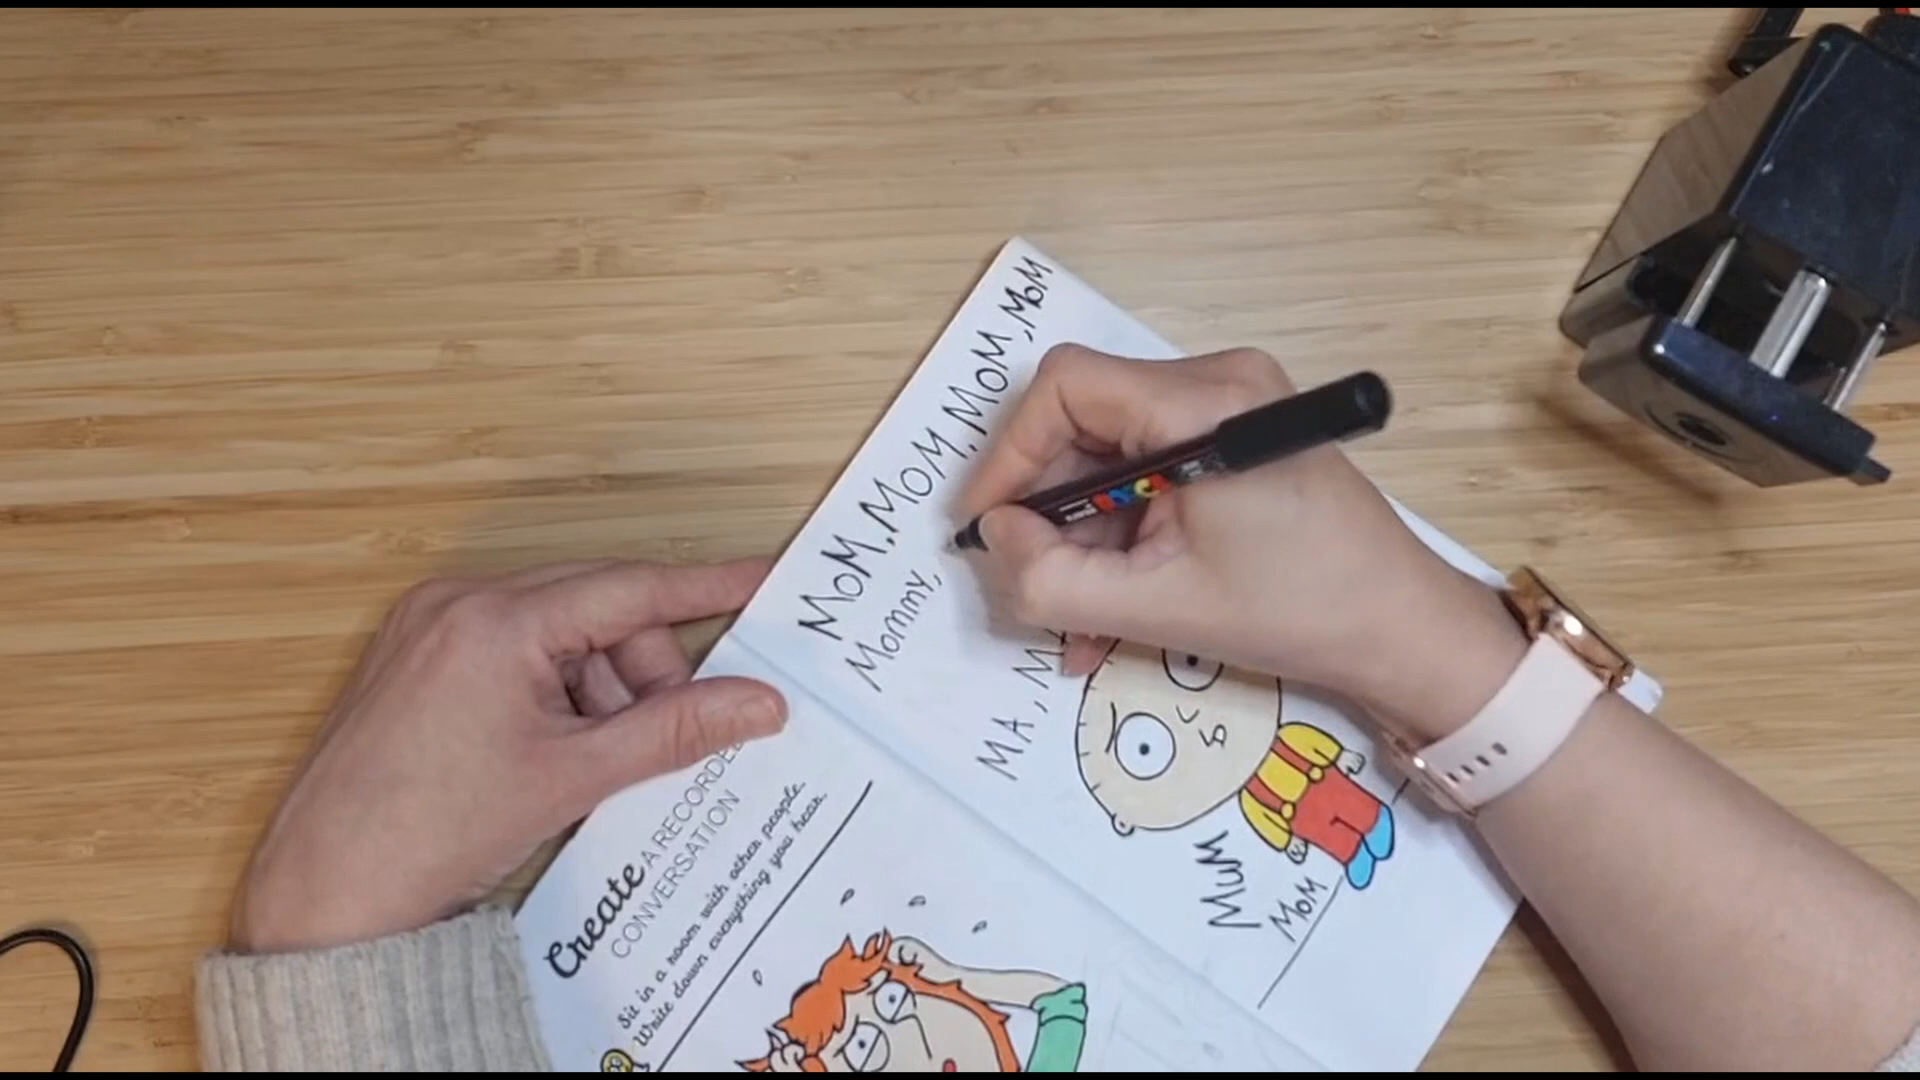 MOM, MOM, MOM, MOM
Mommy,
MA, M
MUM
MOM
Create A RECORDED
CONVERSATION
Sit in a room with other people.
Write down everything you hear.
POSCA